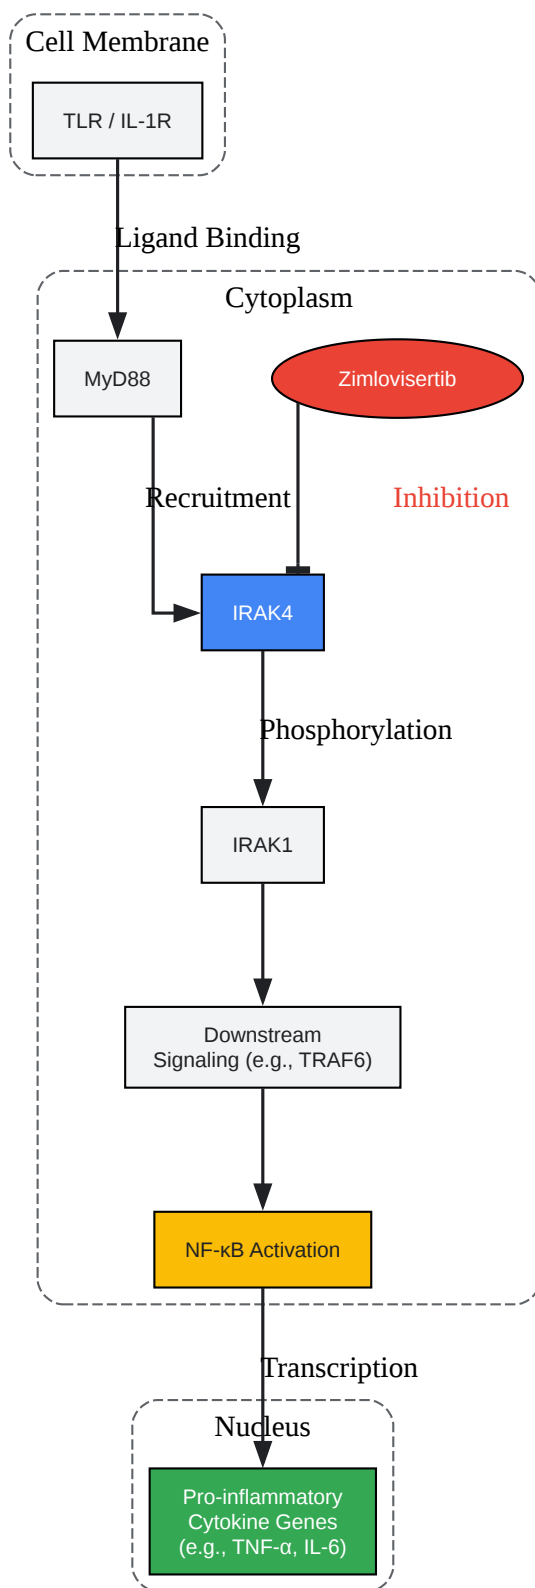 Cell Membrane
TLR / IL-1R
Ligand Binding
Cytoplasm
MyD88
Zimlovisertib
Recruitment
Inhibition
IRAK4
Phosphorylation
IRAK1
Downstream
Signaling (e.g., TRAF6)
NF-κB Activation
Transcription
Nucleus
Pro-inflammatory
Cytokine Genes
(e.g., TNF-α, IL-6)